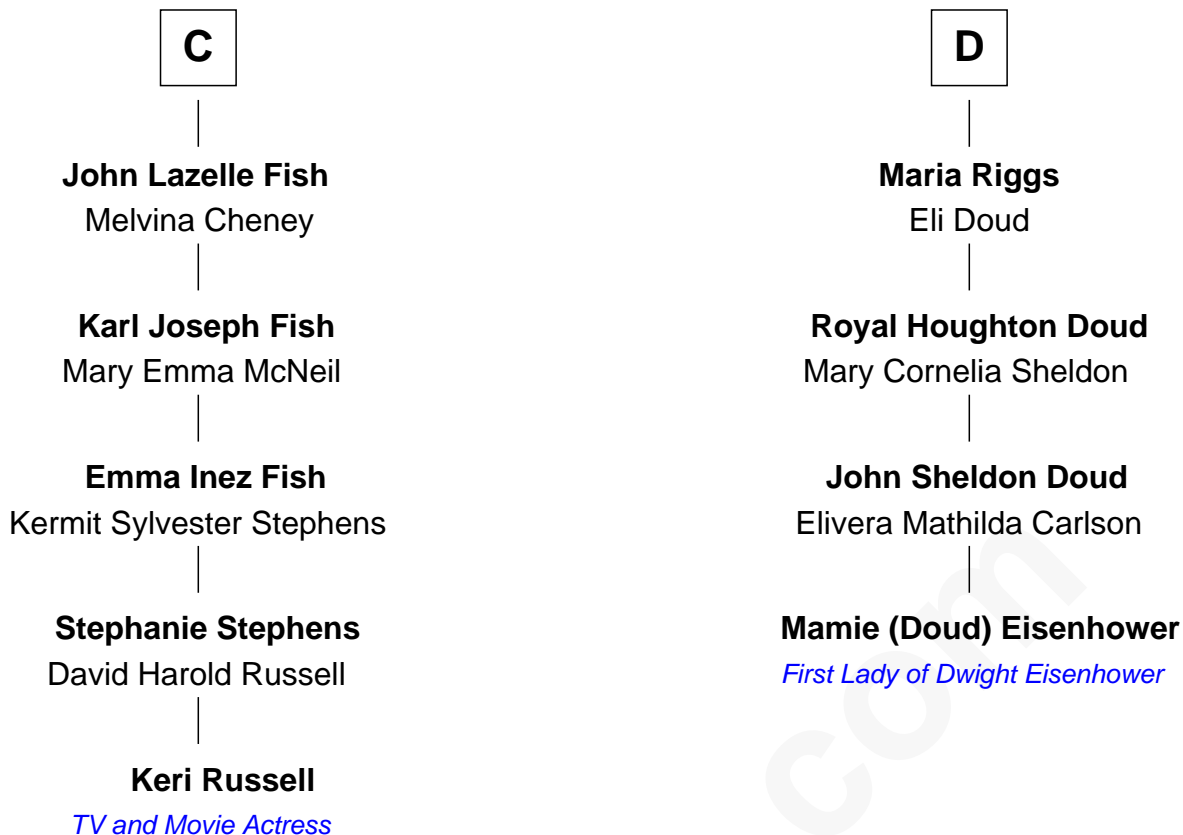 C
John Lazelle Fish
Melvina Cheney
Karl Joseph Fish
Mary Emma McNeil
Emma Inez Fish
Kermit Sylvester Stephens
Stephanie Stephens
David Harold Russell
Keri Russell
TV and Movie Actress
D
Maria Riggs
Eli Doud
Royal Houghton Doud
Mary Cornelia Sheldon
John Sheldon Doud
Elivera Mathilda Carlson
Mamie (Doud) Eisenhower
First Lady of Dwight Eisenhower
com